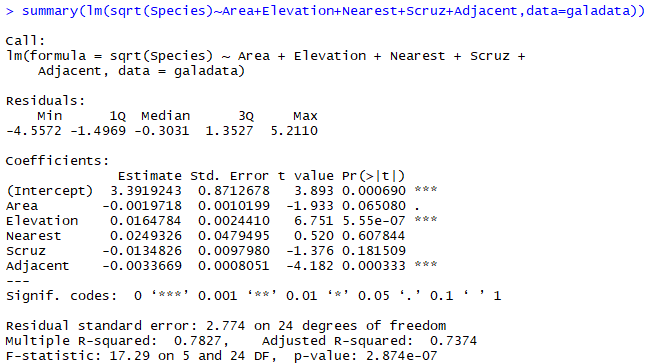 > summary(lm(sqrt(Species)~Area+Elevation+Nearest+Scruz+Adjacent,data=galadata))
Call:
lm(formula = sqrt(Species) ~ Area + Elevation + Nearest + Scruz +
    Adjacent, data = galadata)
Residuals:
    Min      1Q  Median      3Q     Max
-4.5572 -1.4969 -0.3031  1.3527  5.2110
Coefficients:
              Estimate Std. Error t value Pr(>|t|)
(Intercept)  3.3919243  0.8712678   3.893 0.000690 ***
Area        -0.0019718  0.0010199  -1.933 0.065080 .
Elevation    0.0164784  0.0024410   6.751 5.55e-07 ***
Nearest      0.0249326  0.0479495   0.520 0.607844
Scruz       -0.0134826  0.0097980  -1.376 0.181509
Adjacent    -0.0033669  0.0008051  -4.182 0.000333 ***
---
Signif. codes:  0 ‘***’ 0.001 ‘**’ 0.01 ‘*’ 0.05 ‘.’ 0.1 ‘ ’ 1
Residual standard error: 2.774 on 24 degrees of freedom
Multiple R-squared:  0.7827,	Adjusted R-squared:  0.7374
F-statistic: 17.29 on 5 and 24 DF,  p-value: 2.874e-07